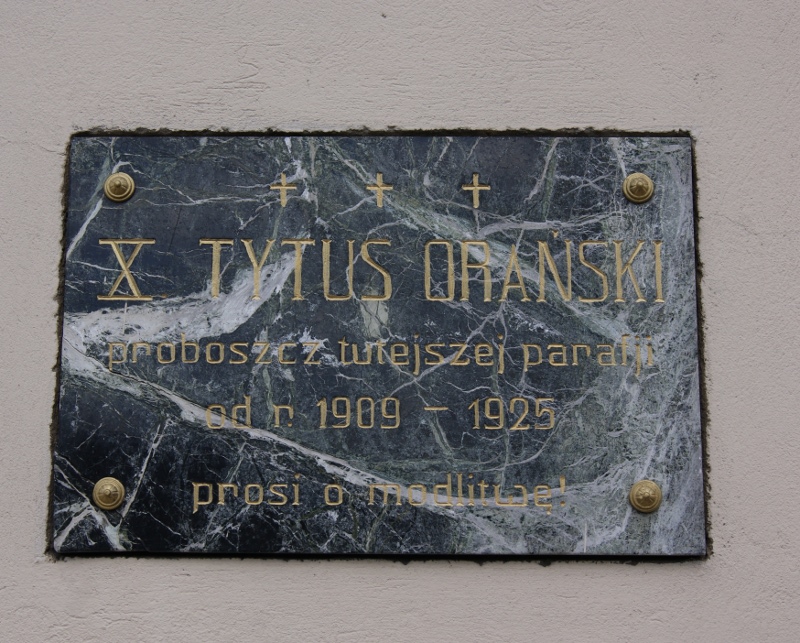 X TYTUS ORAŃSKI
proboszcz tutejszej parafji
od r. 1909 – 1925
prosi o modlitwę!